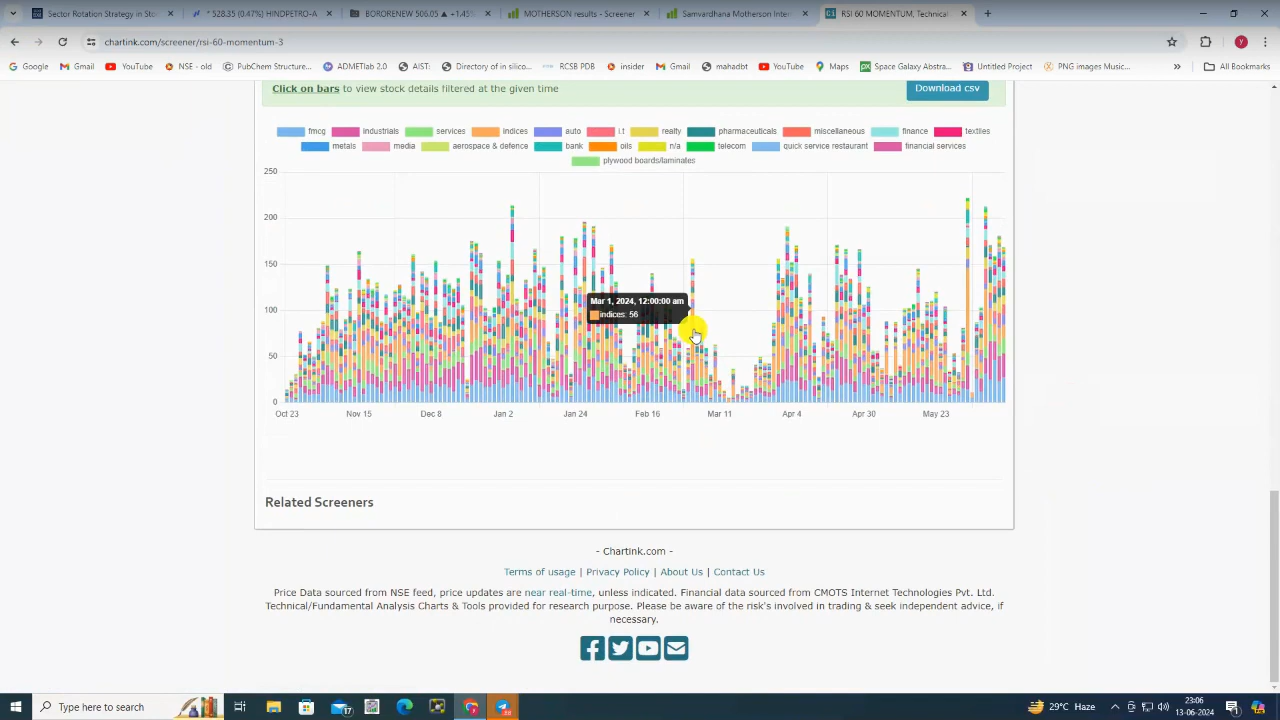 Sector Rotation Strategy in Stock
528.35 (0.47%) HINDPETRO-A
BORORENEW 506.05 ▲ +1.45%
MOTHERSON results - Screener
Samvardhana Motherson Inter
RSI 60 MOMENTUM, Technical
chartink.com/screener/rsi-60-momentum-3
Google
Gmail
YouTube
NSE - old
PubChem Structure...
ADMETlab 2.0
AISTi
Directory of in silico...
RCSB PDB
insider
Gmail
mahadbt
YouTube
Maps
Space Galaxy Abstra...
Untitled Project
PNG images Music...
All Bookmarks
Click on bars to view stock details filtered at the given time
Download csv
fmcg industrials services indices auto i.t realty pharmaceuticals miscellaneous finance textiles
metals media aerospace & defence bank oils n/a telecom quick service restaurant financial services
plywood boards/laminates
250
200
150
100
50
0
Mar 1, 2024, 12:00:00 am
indices: 56
Oct 23 Nov 15 Dec 8 Jan 2 Jan 24 Feb 16 Mar 11 Apr 4 Apr 30 May 23
Related Screeners
- Chartink.com -
Terms of usage | Privacy Policy | About Us | Contact Us
Price Data sourced from NSE feed, price updates are near real-time, unless indicated. Financial data sourced from CMOTS Internet Technologies Pvt. Ltd.
Technical/Fundamental Analysis Charts & Tools provided for research purpose. Please be aware of the risk's involved in trading & seek independent advice, if
necessary.
Type here to search
17
29°C Haze
23:06
13-06-2024